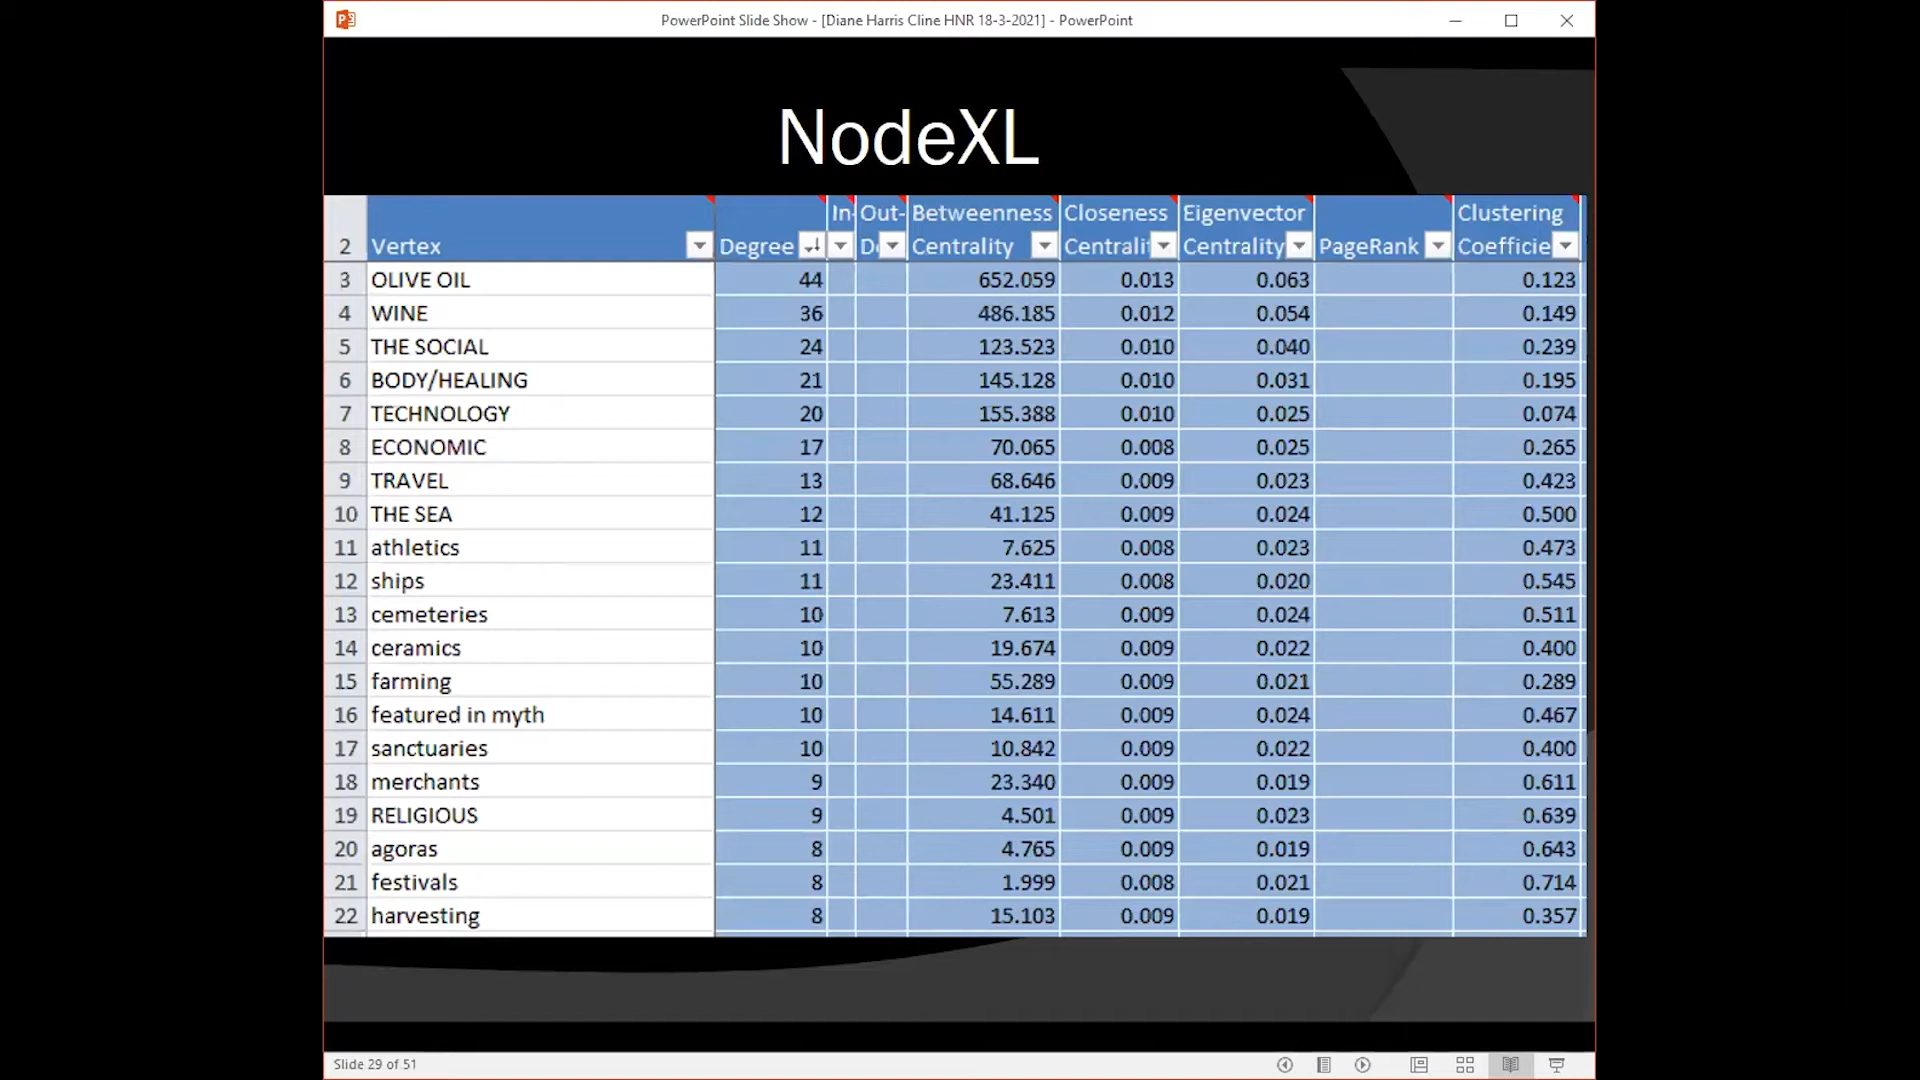 PowerPoint Slide Show - [Diane Harris Cline HNR 18-3-2021] - PowerPoint
NodeXL
In- Out- Betweenness Closeness Eigenvector Clustering
2 Vertex Degree D Centrality Centrali Centrality PageRank Coefficie
3 OLIVE OIL 44 652.059 0.013 0.063 0.123
4 WINE 36 486.185 0.012 0.054 0.149
5 THE SOCIAL 24 123.523 0.010 0.040 0.239
6 BODY/HEALING 21 145.128 0.010 0.031 0.195
7 TECHNOLOGY 20 155.388 0.010 0.025 0.074
8 ECONOMIC 17 70.065 0.008 0.025 0.265
9 TRAVEL 13 68.646 0.009 0.023 0.423
10 THE SEA 12 41.125 0.009 0.024 0.500
11 athletics 11 7.625 0.008 0.023 0.473
12 ships 11 23.411 0.008 0.020 0.545
13 cemeteries 10 7.613 0.009 0.024 0.511
14 ceramics 10 19.674 0.009 0.022 0.400
15 farming 10 55.289 0.009 0.021 0.289
16 featured in myth 10 14.611 0.009 0.024 0.467
17 sanctuaries 10 10.842 0.009 0.022 0.400
18 merchants 9 23.340 0.009 0.019 0.611
19 RELIGIOUS 9 4.501 0.009 0.023 0.639
20 agoras 8 4.765 0.009 0.019 0.643
21 festivals 8 1.999 0.008 0.021 0.714
22 harvesting 8 15.103 0.009 0.019 0.357
Slide 29 of 51